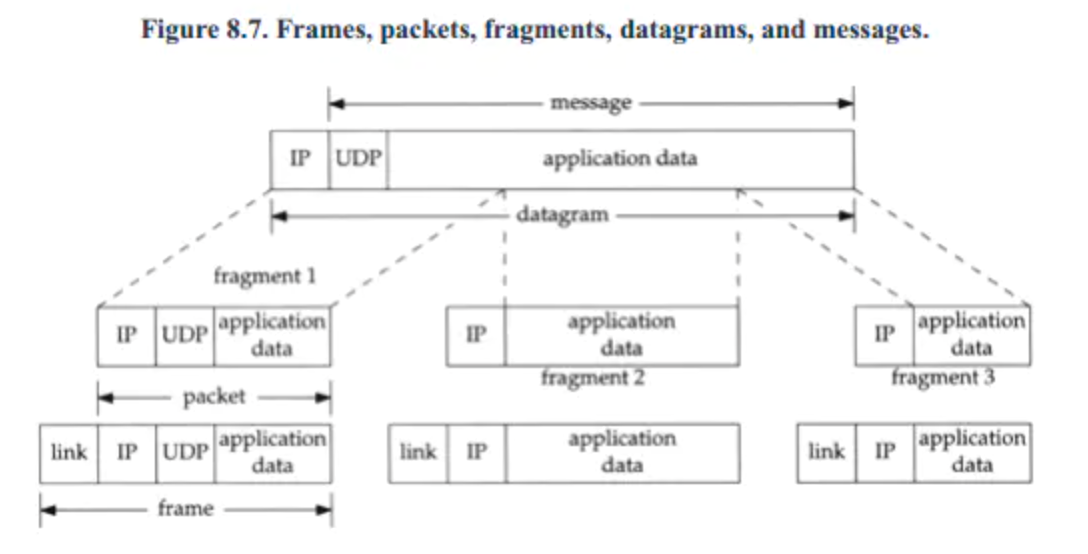 Figure 8.7. Frames, packets, fragments, datagrams, and messages.
message
IP UDP application data
datagram
fragment 1
IP UDP application
data
IP application
data
IP application
data
fragment 2
fragment 3
packet
link IP UDP application
data
link IP application
data
link IP application
data
frame